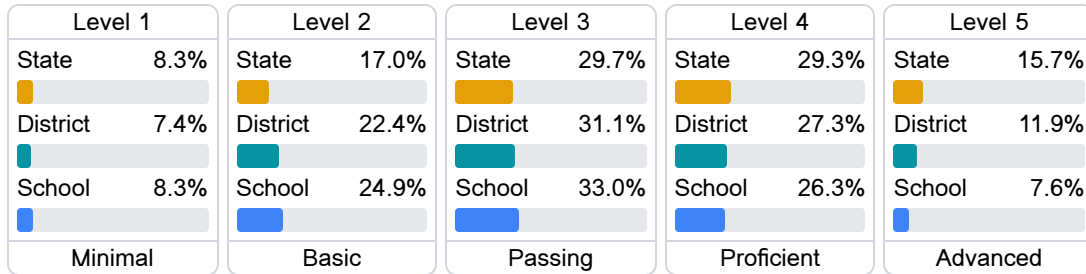 Level 1
State 8.3%
District 7.4%
School 8.3%
Minimal
Level 2
State 17.0%
District 22.4%
School 24.9%
Basic
Level 3
State 29.7%
District 31.1%
School 33.0%
Passing
Level 4
State 29.3%
District 27.3%
School 26.3%
Proficient
Level 5
State 15.7%
District 11.9%
School 7.6%
Advanced